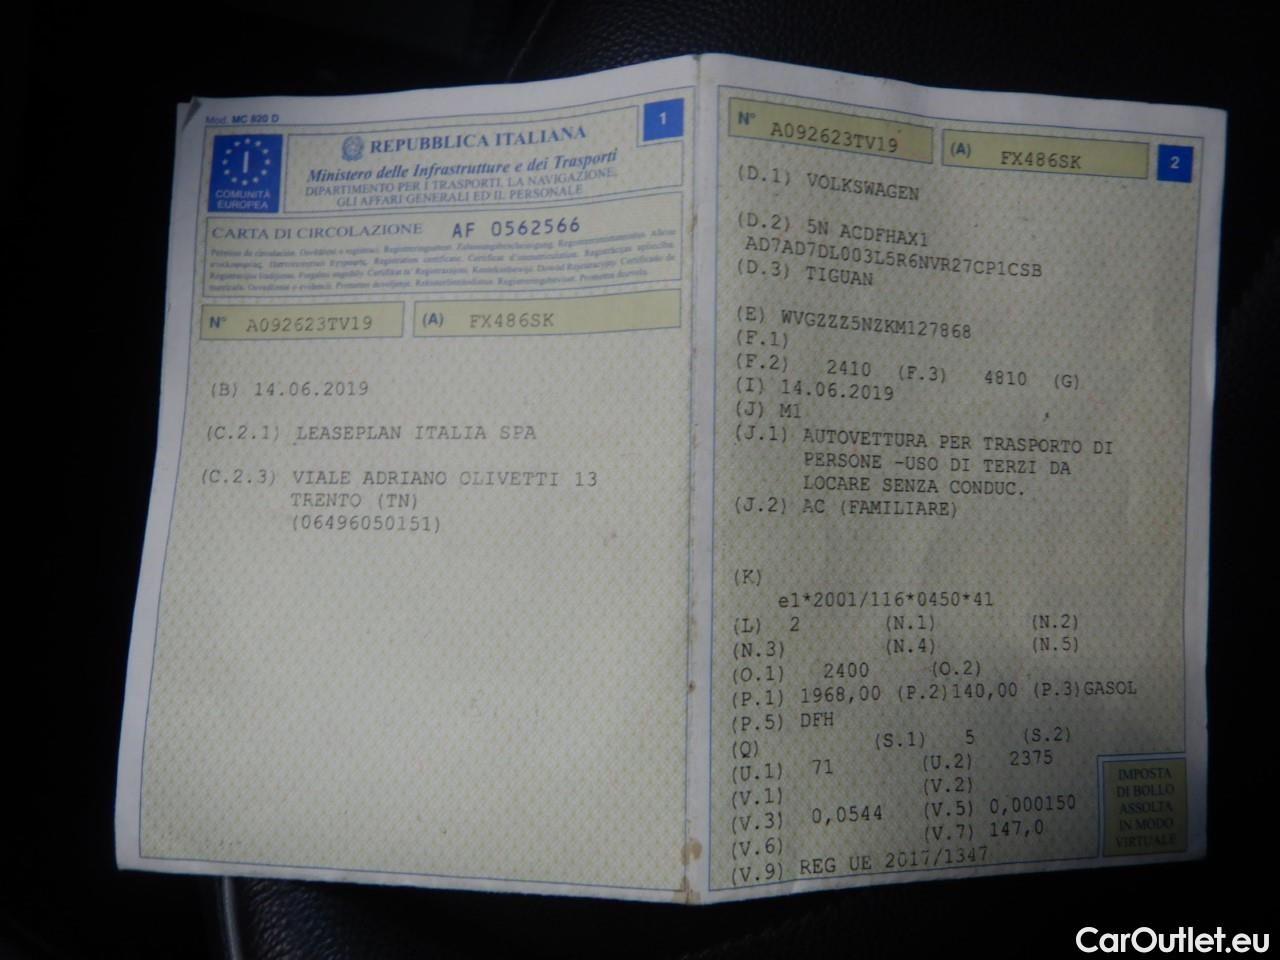 Mod. MC 820 D
1
I
COMUNITÀ
EUROPEA
REPUBBLICA ITALIANA
Ministero delle Infrastrutture e dei Trasporti
DIPARTIMENTO PER I TRASPORTI, LA NAVIGAZIONE,
GLI AFFARI GENERALI ED IL PERSONALE
CARTA DI CIRCOLAZIONE AF 0562566
N° A092623TV19 (A) FX486SK
(B) 14.06.2019
(C.2.1) LEASEPLAN ITALIA SPA
(C.2.3) VIALE ADRIANO OLIVETTI 13
TRENTO (TN)
(06496050151)
N° A092623TV19 (A) FX486SK 2
(D.1) VOLKSWAGEN
(D.2) 5N ACDFHAX1
AD7AD7DL003L5R6NVR27CP1CSB
(D.3) TIGUAN
(E) WVGZZZ5NZKM127868
(F.1)
(F.2) 2410 (F.3) 4810 (G)
(I) 14.06.2019
(J) M1
(J.1) AUTOVETTURA PER TRASPORTO DI
PERSONE -USO DI TERZI DA
LOCARE SENZA CONDUC.
(J.2) AC (FAMILIARE)
(K)
e1*2001/116*0450*41
(L) 2 (N.1) (N.2)
(N.3) (N.4) (N.5)
(O.1) 2400 (O.2)
(P.1) 1968,00 (P.2)140,00 (P.3)GASOL
(P.5) DFH
(Q) (S.1) 5 (S.2)
(U.1) 71 (U.2) 2375
(V.1) (V.2)
(V.3) 0,0544 (V.5) 0,000150
(V.6) (V.7) 147,0
(V.9) REG UE 2017/1347
IMPOSTA
DI BOLLO
ASSOLTA
IN MODO
VIRTUALE
CarOutlet.eu